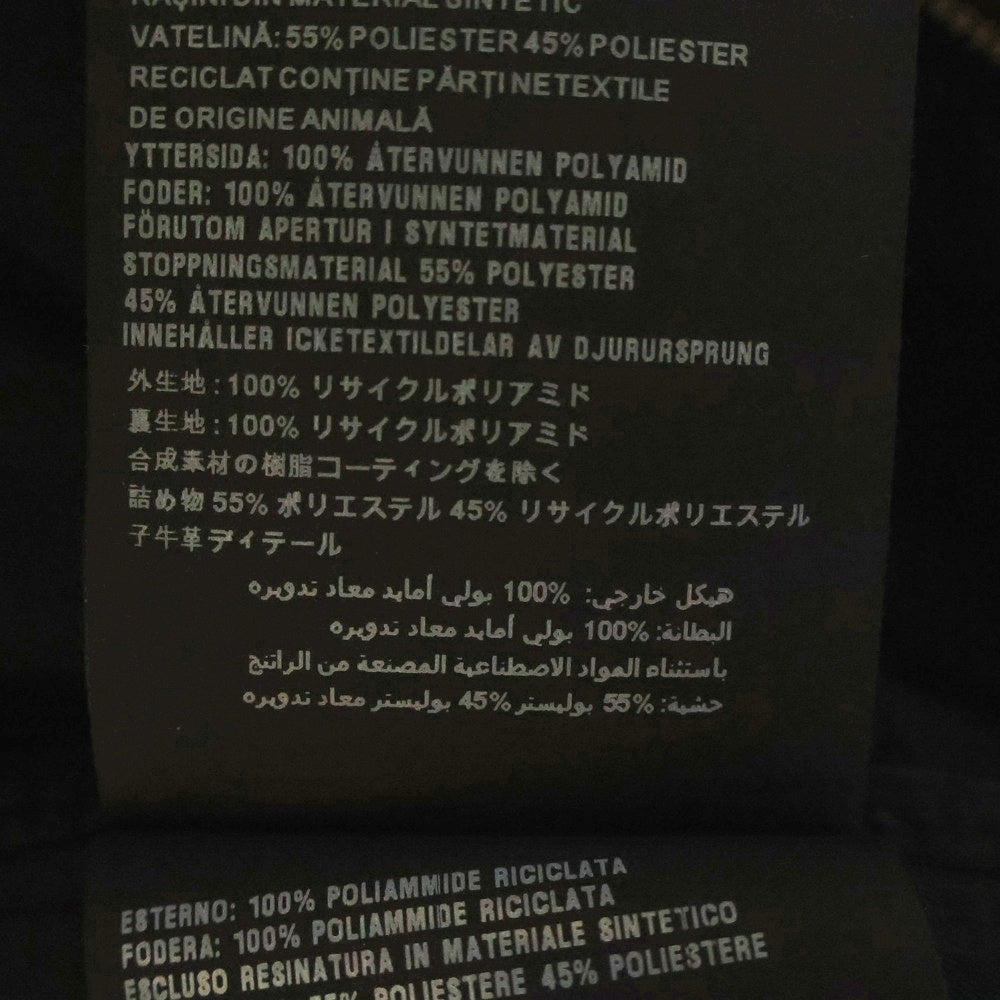 RĂȘINI DIN MATERIAL SINTETIC
VATELINĂ: 55% POLIESTER 45% POLIESTER
RECICLAT CONȚINE PĂRȚI NETEXTILE
DE ORIGINE ANIMALĂ
YTTERSIDA: 100% ÅTERVUNNEN POLYAMID
FODER: 100% ÅTERVUNNEN POLYAMID
FÖRUTOM APERTUR I SYNTETMATERIAL
STOPPNINGSMATERIAL 55% POLYESTER
45% ÅTERVUNNEN POLYESTER
INNEHÅLLER ICKETEXTILDELAR AV DJURURSPRUNG
外生地：100% リサイクルポリアミド
裏生地：100% リサイクルポリアミド
合成素材の樹脂コーティングを除く
詰め物 55% ポリエステル 45% リサイクルポリエステル
子牛革ディテール
هيكل خارجي: 100% بولي أمايد معاد تدويره
البطانة: 100% بولي أمايد معاد تدويره
باستثناء المواد الاصطناعية المصنعة من الراتنج
حشية: 55% بوليستر 45% بوليستر معاد تدويره
ESTERNO: 100% POLIAMMIDE RICICLATA
FODERA: 100% POLIAMMIDE RICICLATA
ESCLUSO RESINATURA IN MATERIALE SINTETICO
55% POLIESTERE 45% POLIESTERE